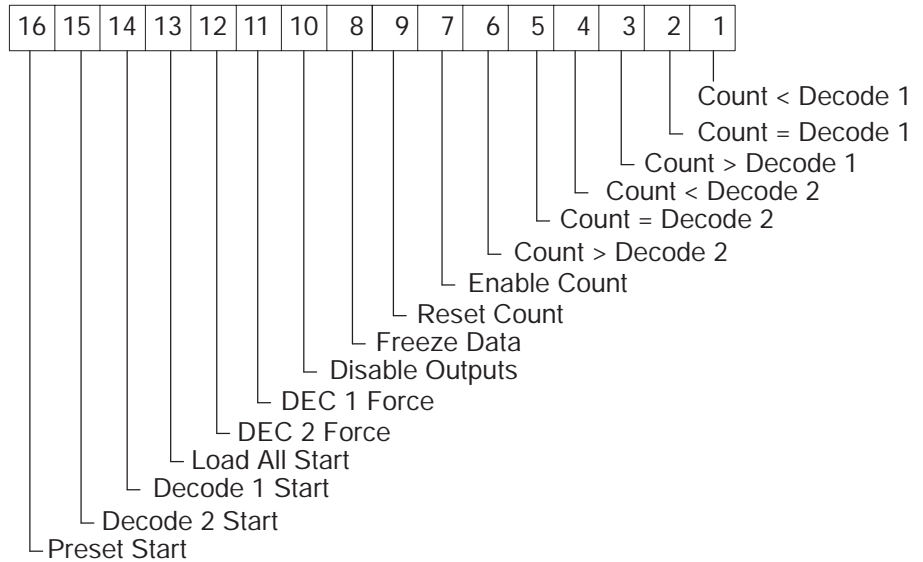 16 15 14 13 12 11 10 8 9 7 6 5 4 3 2 1
Count < Decode 1
Count = Decode 1
Count > Decode 1
Count < Decode 2
Count = Decode 2
Count > Decode 2
Enable Count
Reset Count
Freeze Data
Disable Outputs
DEC 1 Force
DEC 2 Force
Load All Start
Decode 1 Start
Decode 2 Start
Preset Start